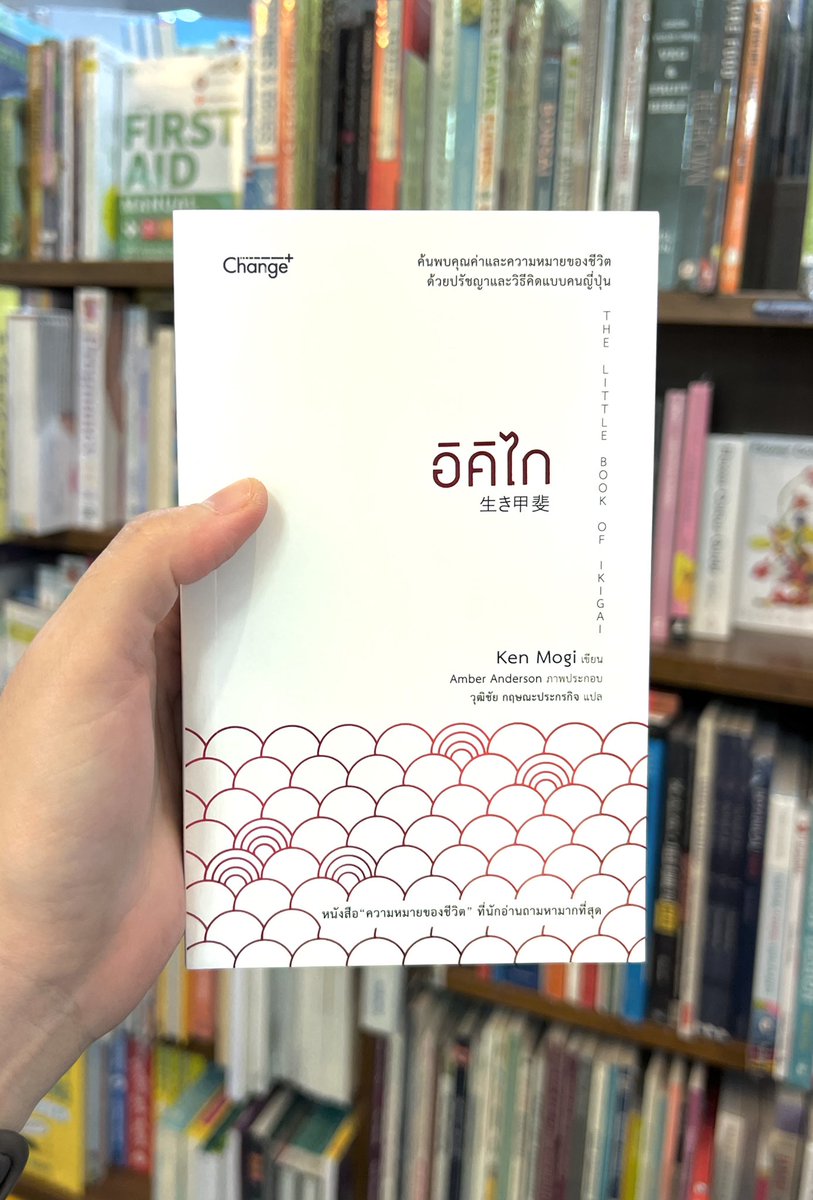 FIRST
AID
MANUAL
Change+
ค้นพบคุณค่าและความหมายของชีวิต
ด้วยปรัชญาและวิธีคิดแบบคนญี่ปุ่น
THE LITTLE BOOK OF IKIGAI
อิคิไก
生き甲斐
Ken Mogi เขียน
Amber Anderson ภาพประกอบ
วุฒิชัย กฤษณะประกรกิจ แปล
หนังสือ“ความหมายของชีวิต” ที่นักอ่านถามหามากที่สุด